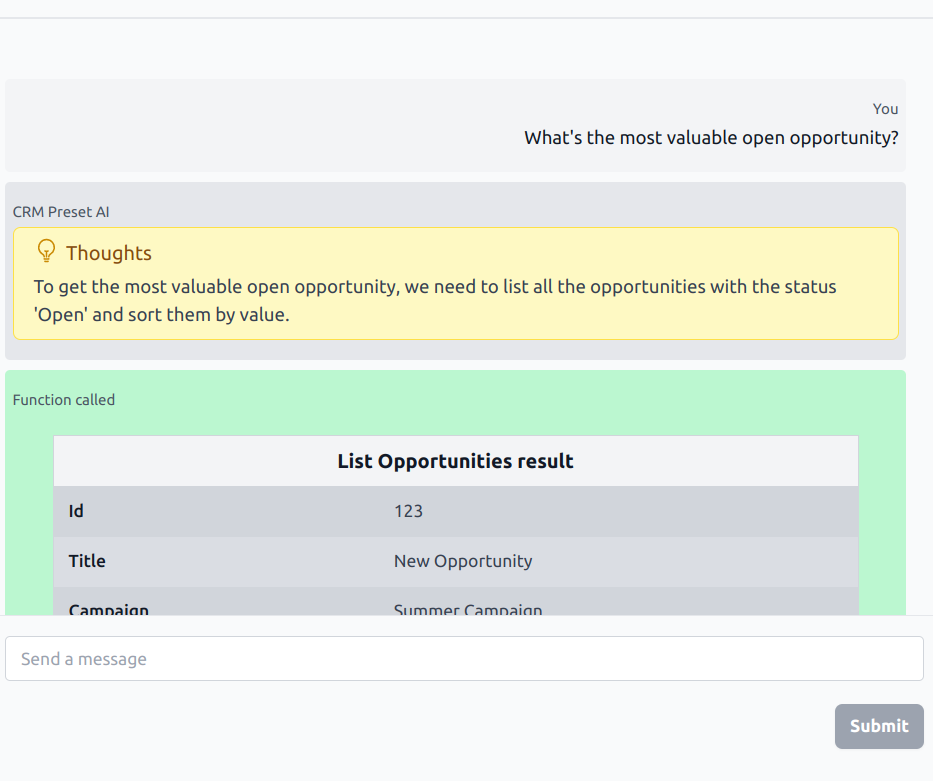 You
What's the most valuable open opportunity?
CRM Preset AI
Thoughts
To get the most valuable open opportunity, we need to list all the opportunities with the status
'Open' and sort them by value.
Function called
List Opportunities result
Id 123
Title New Opportunity
Campaign Summer Campaign
Send a message
Submit